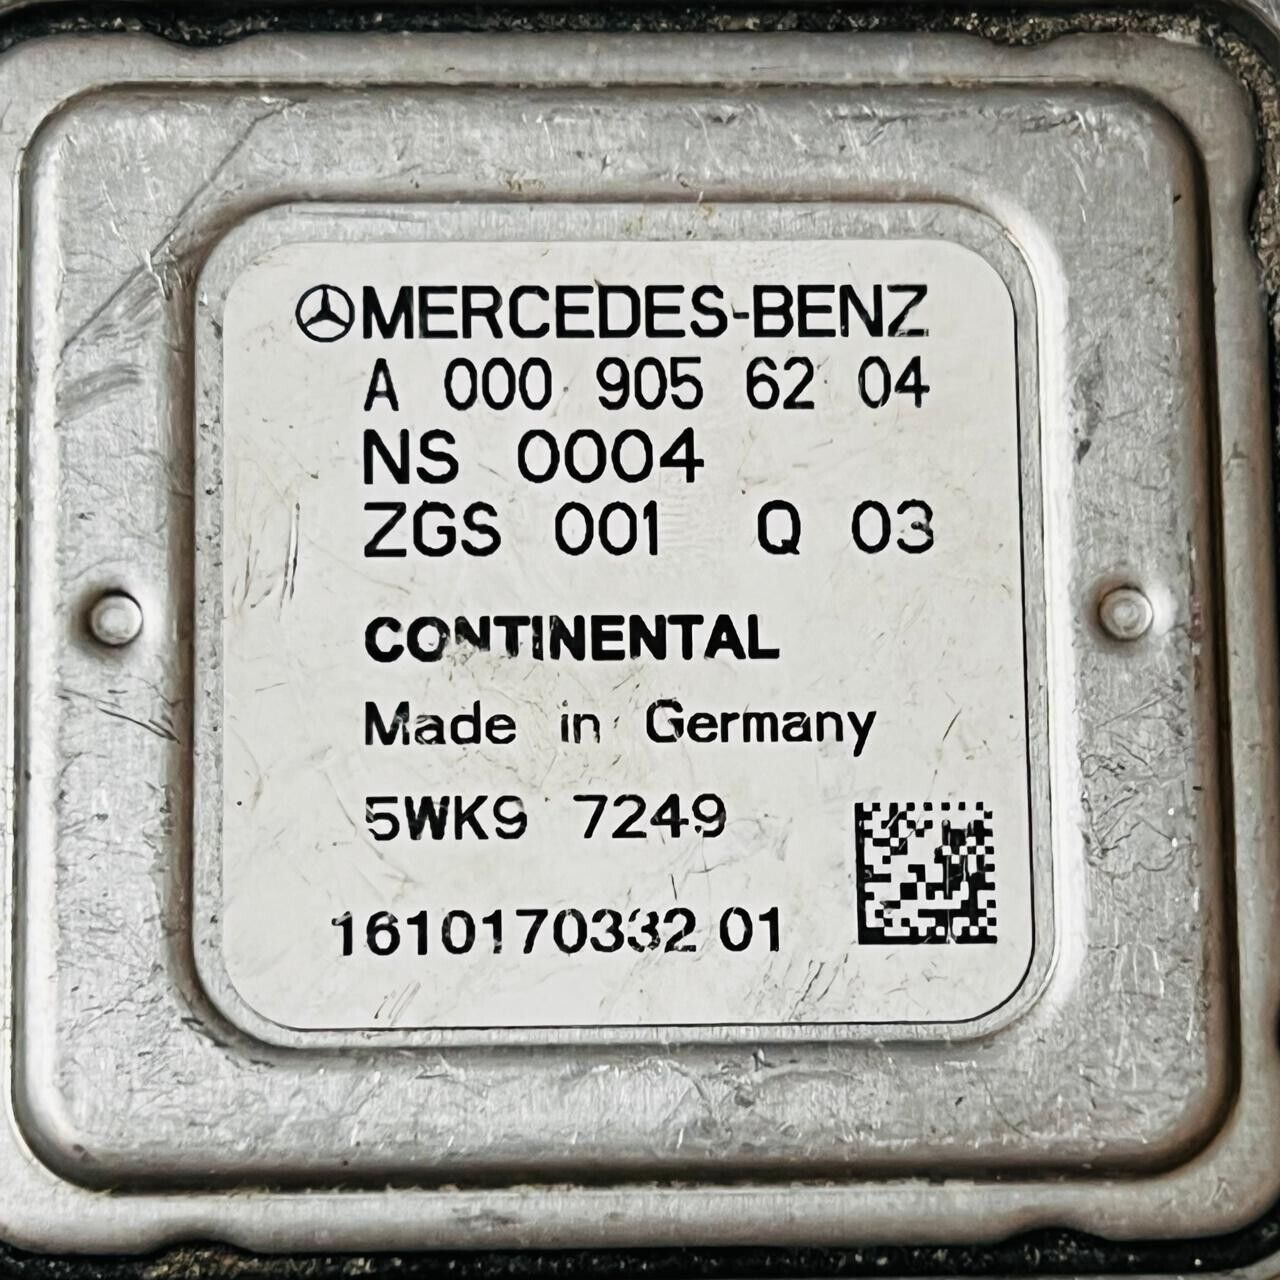 MERCEDES-BENZ
A 000 905 62 04
NS 0004
ZGS 001 Q 03
CONTINENTAL
Made in Germany
5WK9 7249
1610170332 01